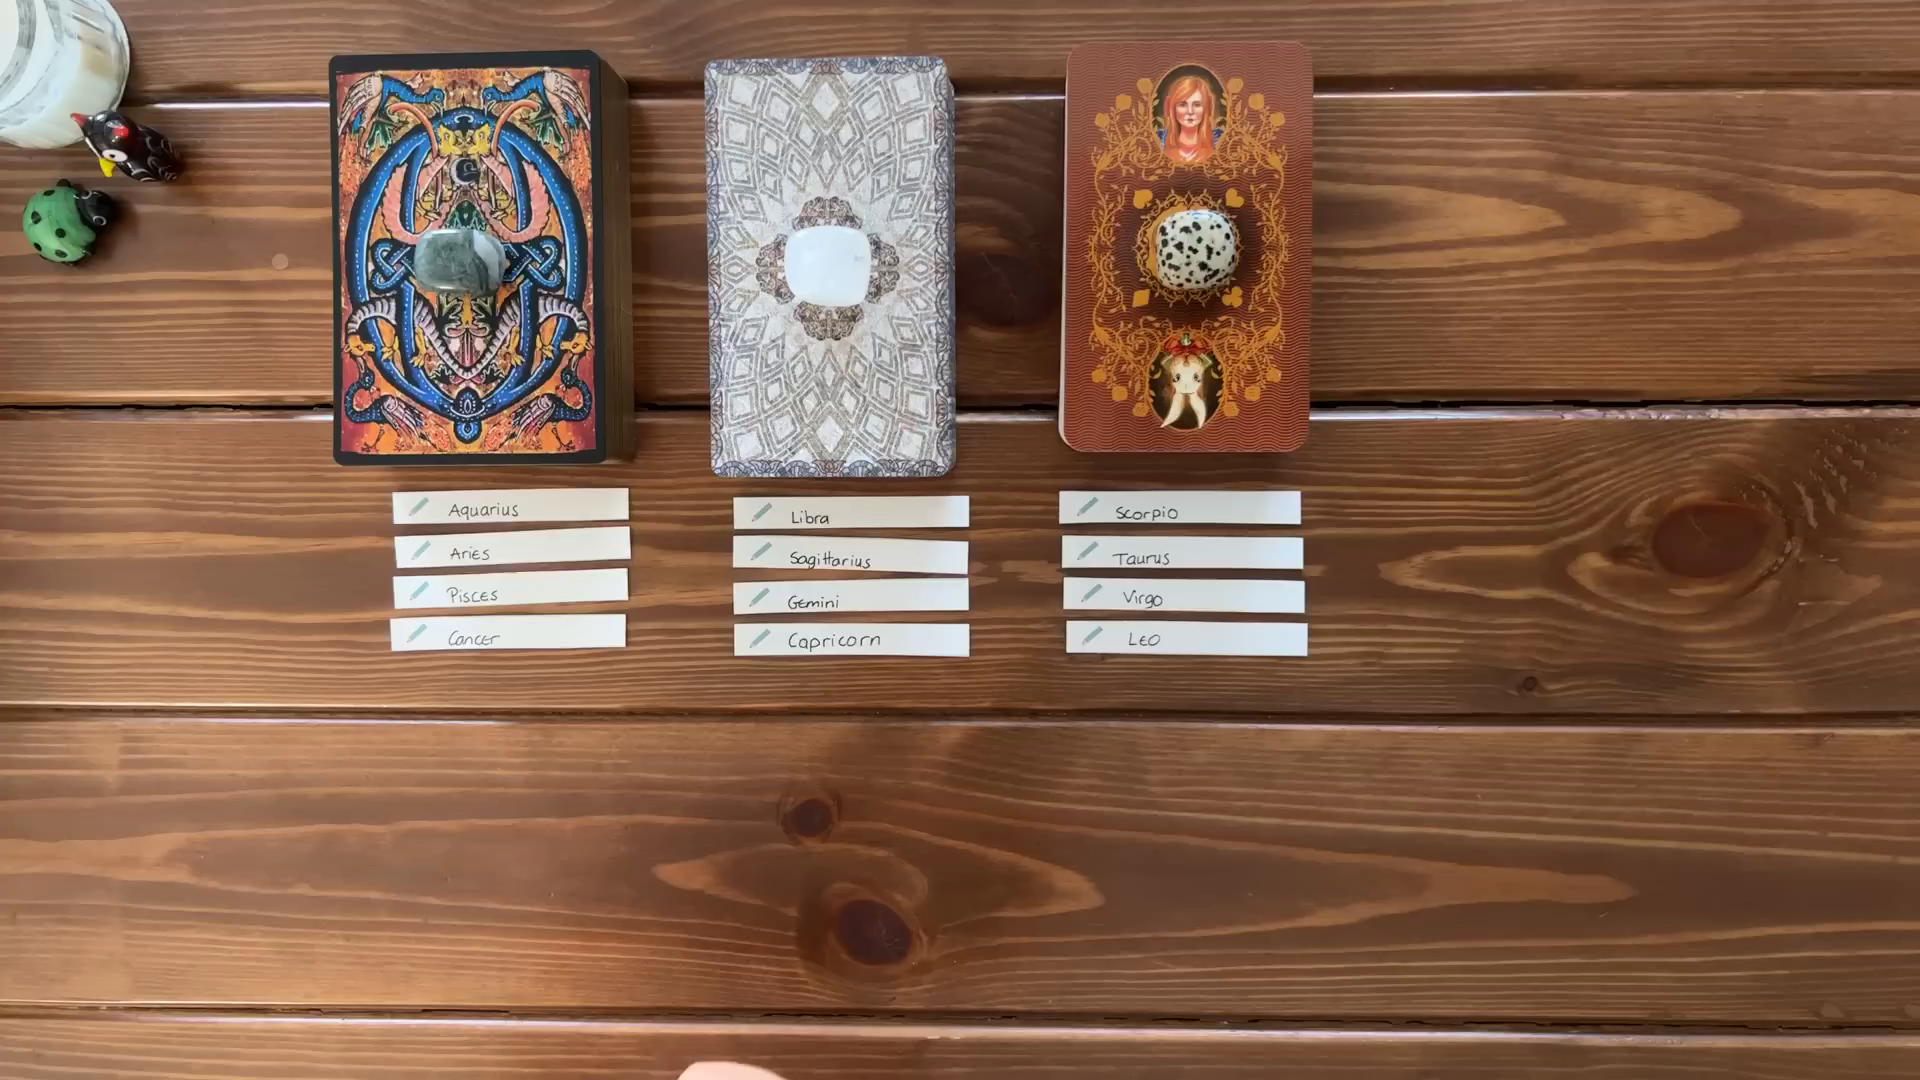 Aquarius
Aries
Pisces
Cancer
Libra
Sagittarius
Gemini
Capricorn
Scorpio
Taurus
Virgo
Leo